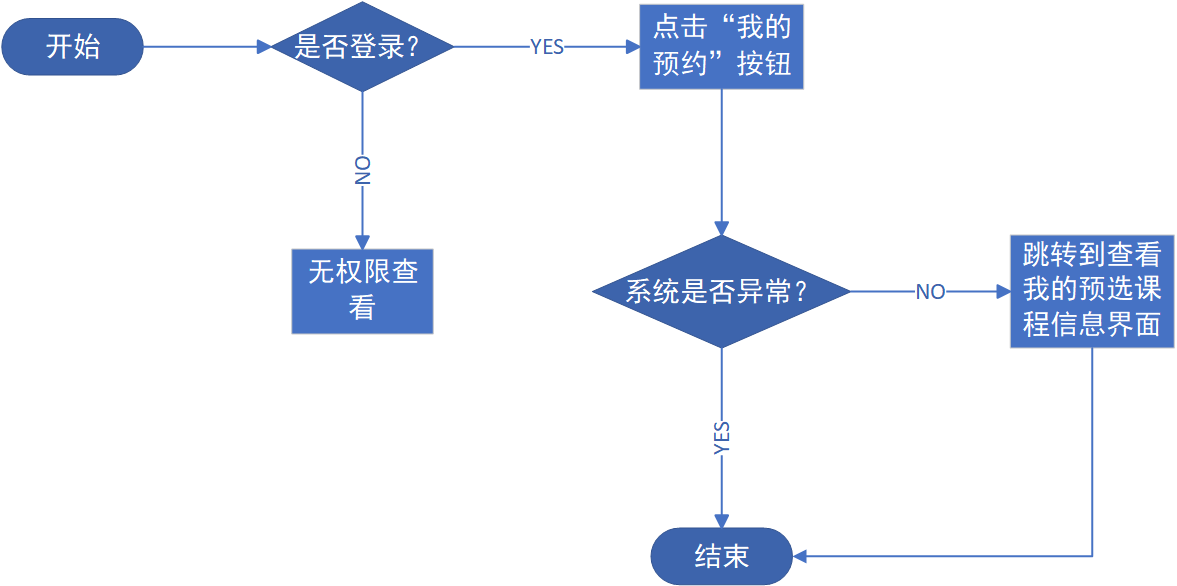 开始
是否登录?
YES
点击“我的
预约”按钮
NO
无权限查
看
系统是否异常?
NO
跳转到查看
我的预选课
程信息界面
YES
结束